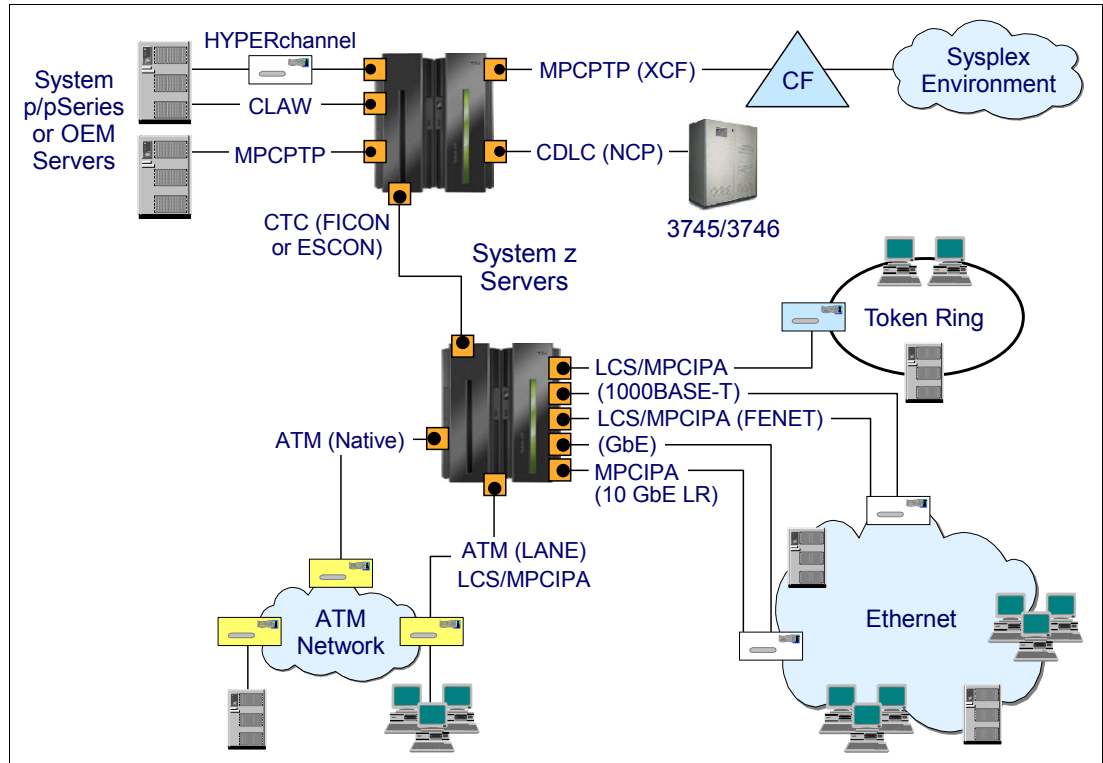 HYPERchannel
System
p/pSeries
or OEM
Servers
CLAW
MPCPTP
MPCPTP (XCF)
CF
Sysplex
Environment
CDLC (NCP)
3745/3746
CTC (FICON
or ESCON)
System z
Servers
Token Ring
LCS/MPCIPA
(1000BASE-T)
LCS/MPCIPA (FENET)
(GbE)
MPCIPA
(10 GbE LR)
ATM (Native)
ATM (LANE)
LCS/MPCIPA
ATM
Network
Ethernet